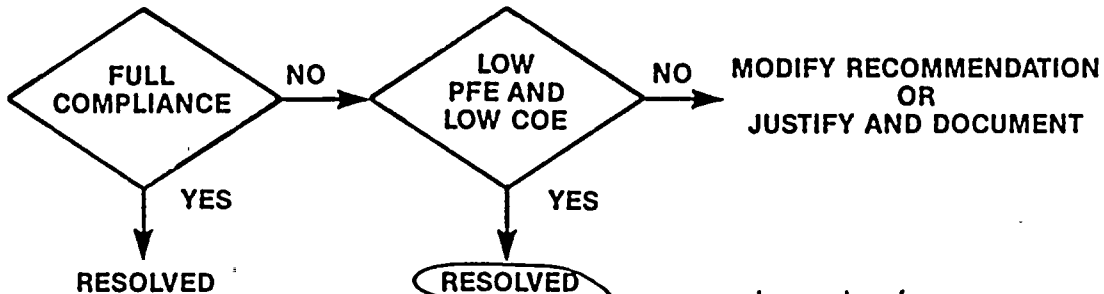 FULL
COMPLIANCE
NO
LOW
PFE AND
LOW COE
NO
MODIFY RECOMMENDATION
OR
JUSTIFY AND DOCUMENT
YES
YES
RESOLVED
RESOLVED